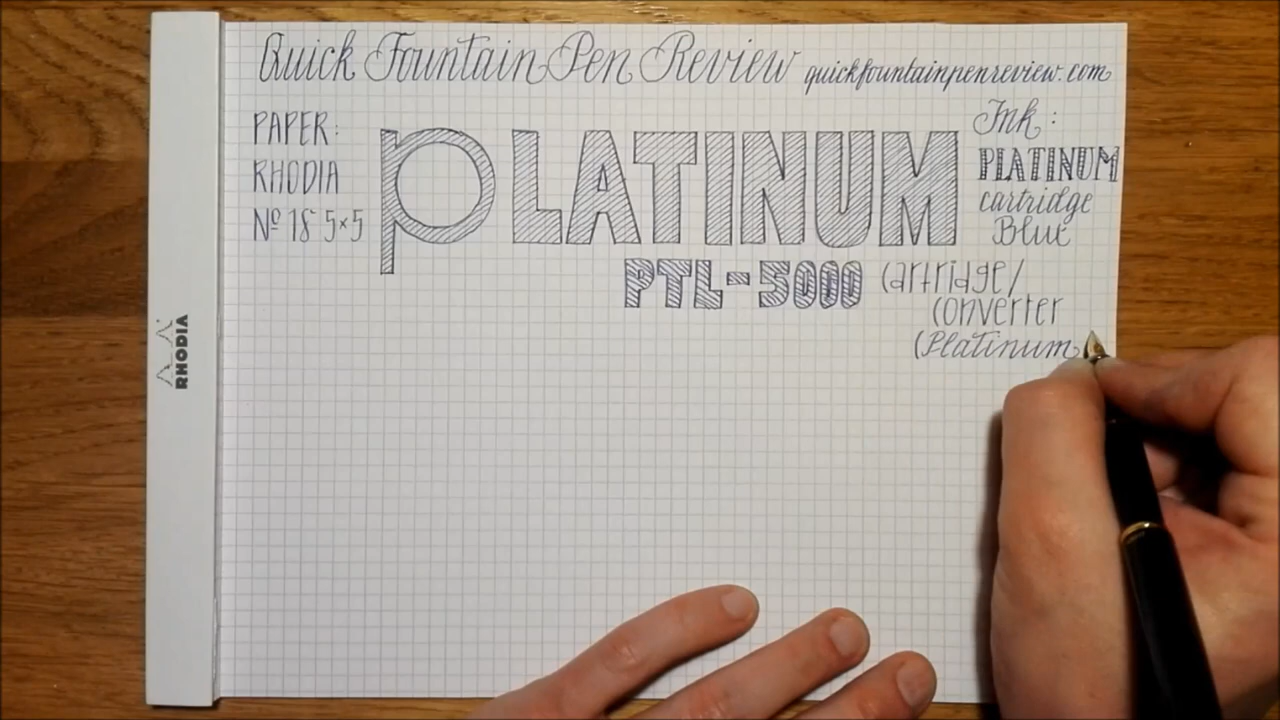 Quick Fountain Pen Review quickfountainpenreview.com
PAPER:
RHODIA
Nº 18 5×5
PLATINUM
Ink:
PLATINUM
cartridge
Blue
PTL-5000
Cartridge/
Converter
(Platinum
RHODIA